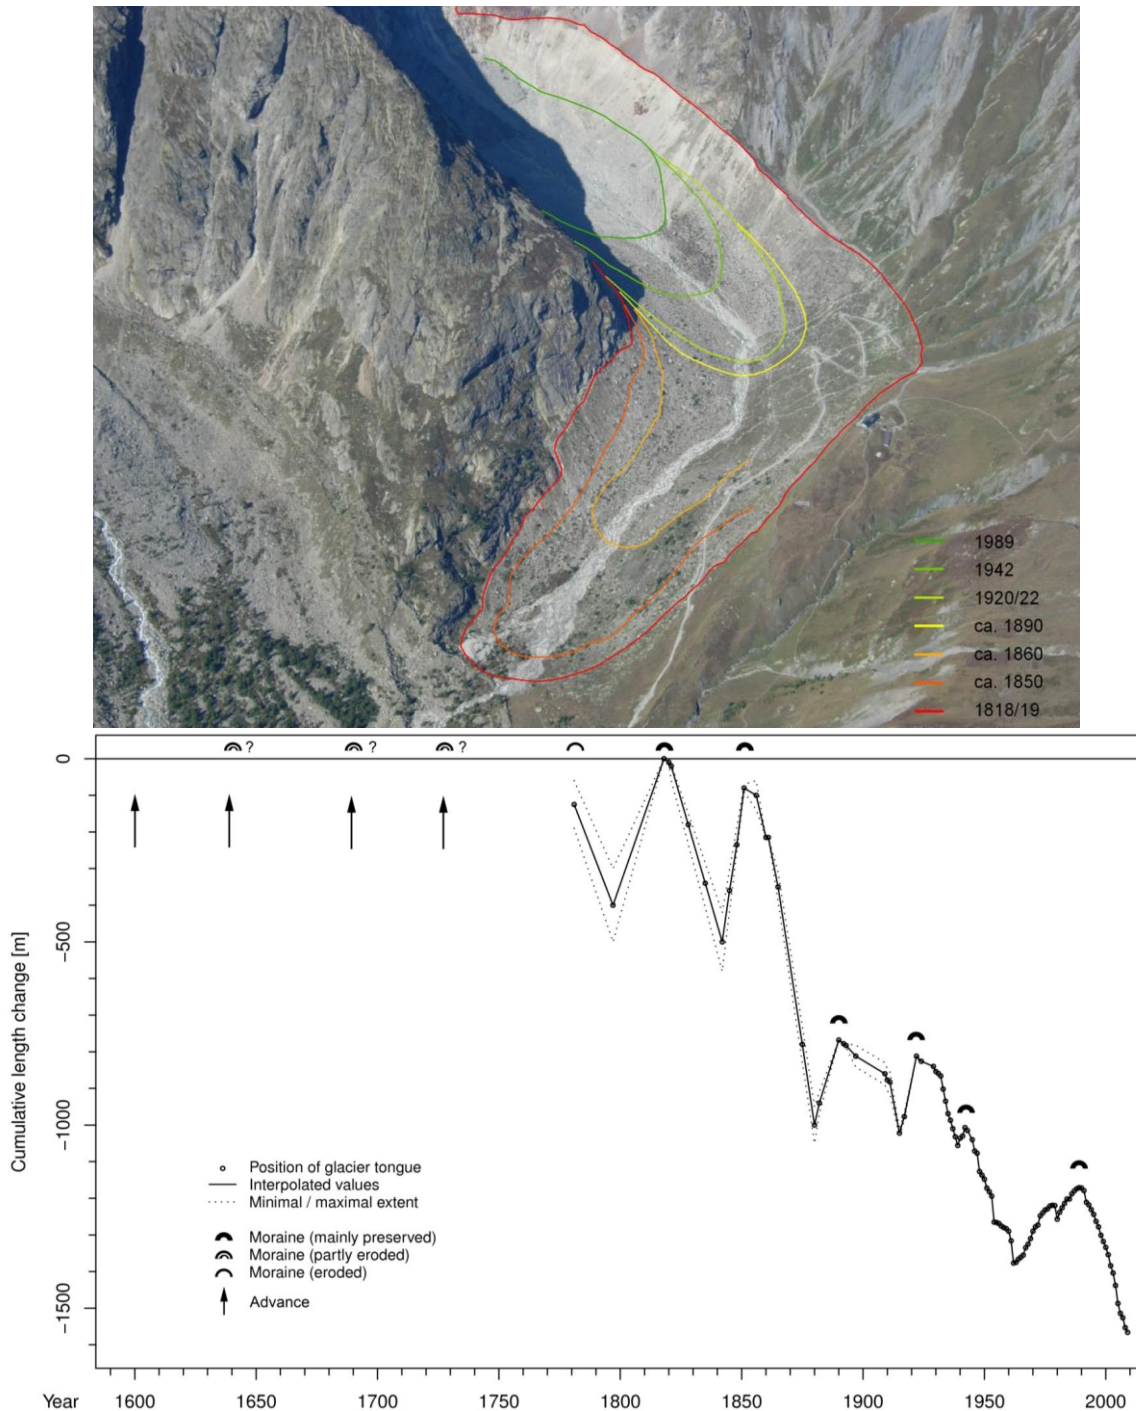 1989
1942
1920/22
ca. 1890
ca. 1860
ca. 1850
1818/19
? ? ?
0
−500
−1000
−1500
Cumulative length change [m]
Position of glacier tongue
Interpolated values
Minimal / maximal extent
Moraine (mainly preserved)
Moraine (partly eroded)
Moraine (eroded)
Advance
Year 1600 1650 1700 1750 1800 1850 1900 1950 2000